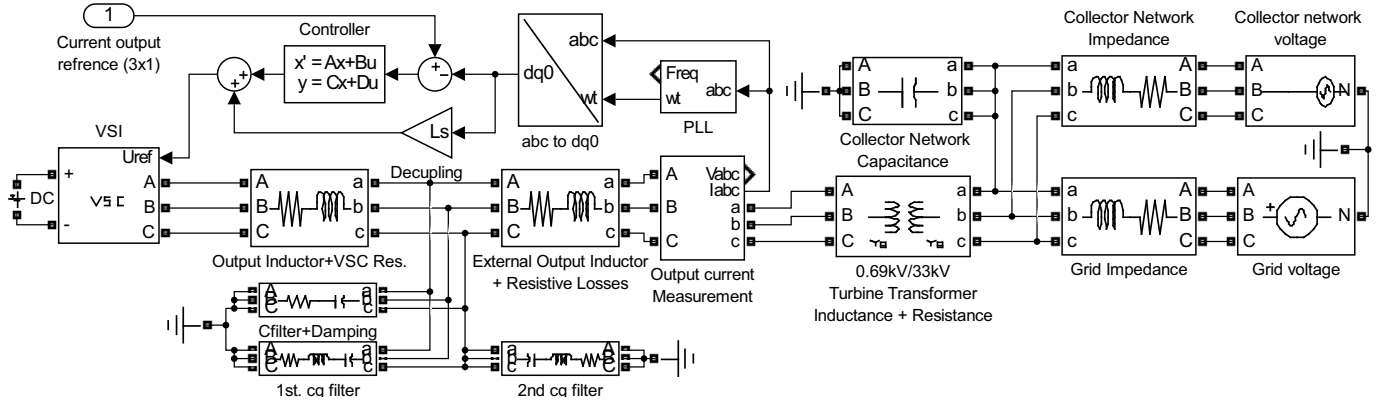 1
Current output
refrence (3x1)
Controller
x' = Ax+Bu
y = Cx+Du
Ls
Decupling
abc
dq0
wt
abc to dq0
Freq
wt
abc
PLL
VSI
Uref
+
DC
-
VSC
A
B
C
A
B
C
a
b
c
Output Inductor+VSC Res.
A
B
C
a
b
c
External Output Inductor
+ Resistive Losses
A
B
C
Vabc
Iabc
a
b
c
Output current
Measurement
A
B
C
a
b
c
Yg
Yg
0.69kV/33kV
Turbine Transformer
Inductance + Resistance
A
B
C
Collector Network
Capacitance
Collector Network
Impedance
a
b
c
A
B
C
Collector network
voltage
A
B
C
N
a
b
c
A
B
C
Grid Impedance
A
B
C
+
N
Grid voltage
A
B
C
a
b
c
Cfilter+Damping
A
B
C
a
b
c
1st. cg filter
a
b
c
A
B
C
2nd cg filter